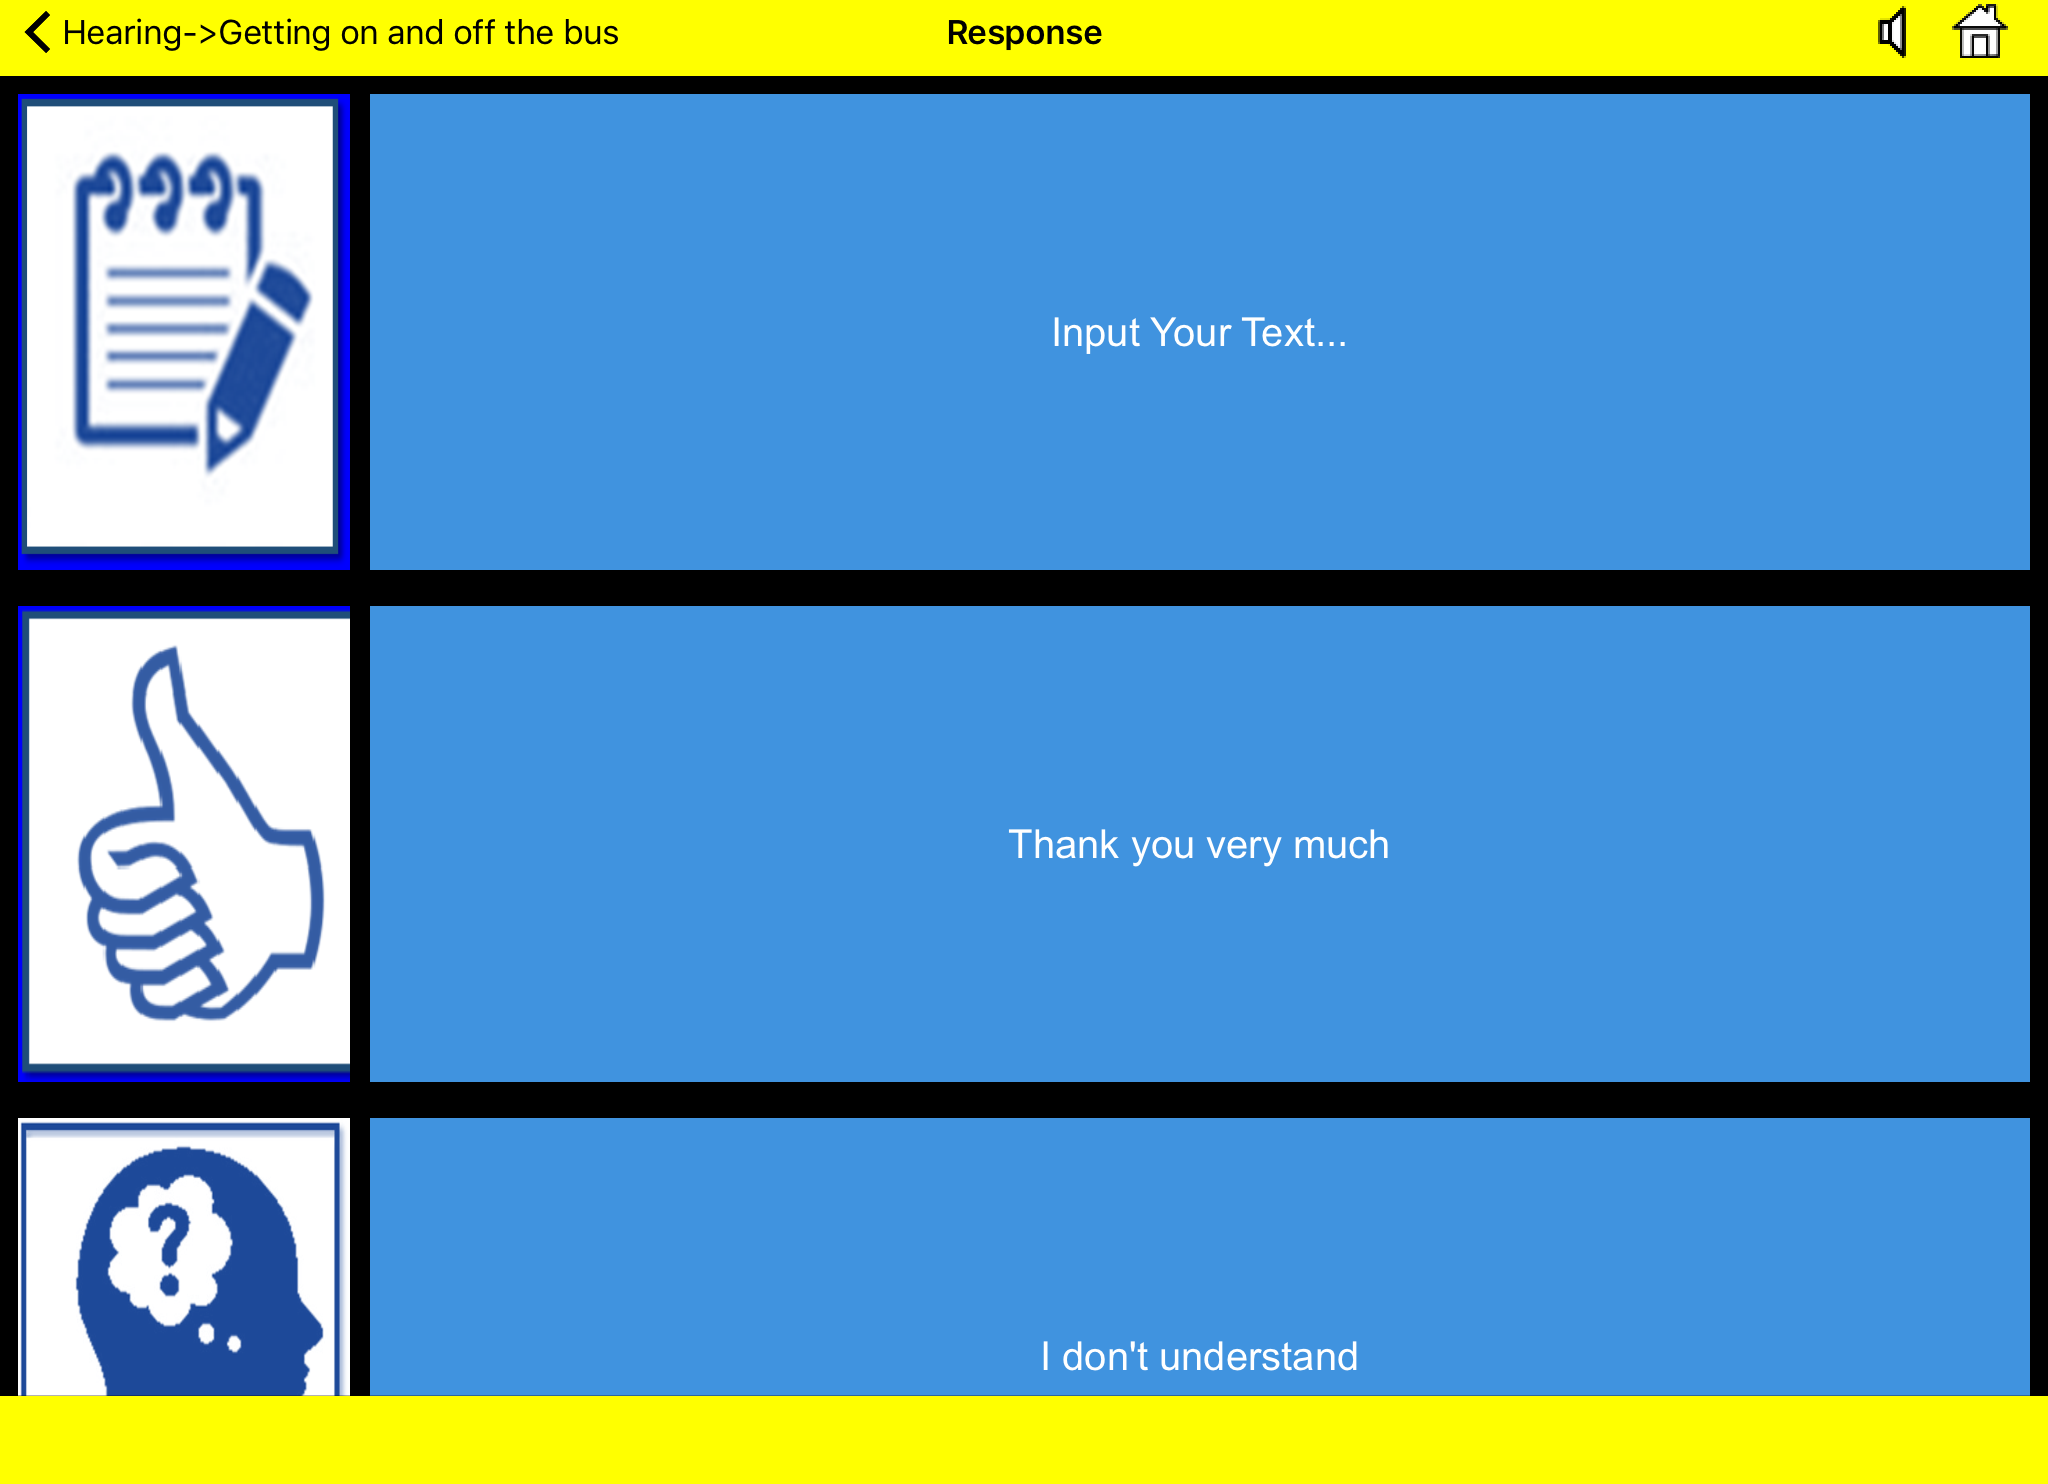 Hearing->Getting on and off the bus
Response
Input Your Text...
Thank you very much
?
I don't understand